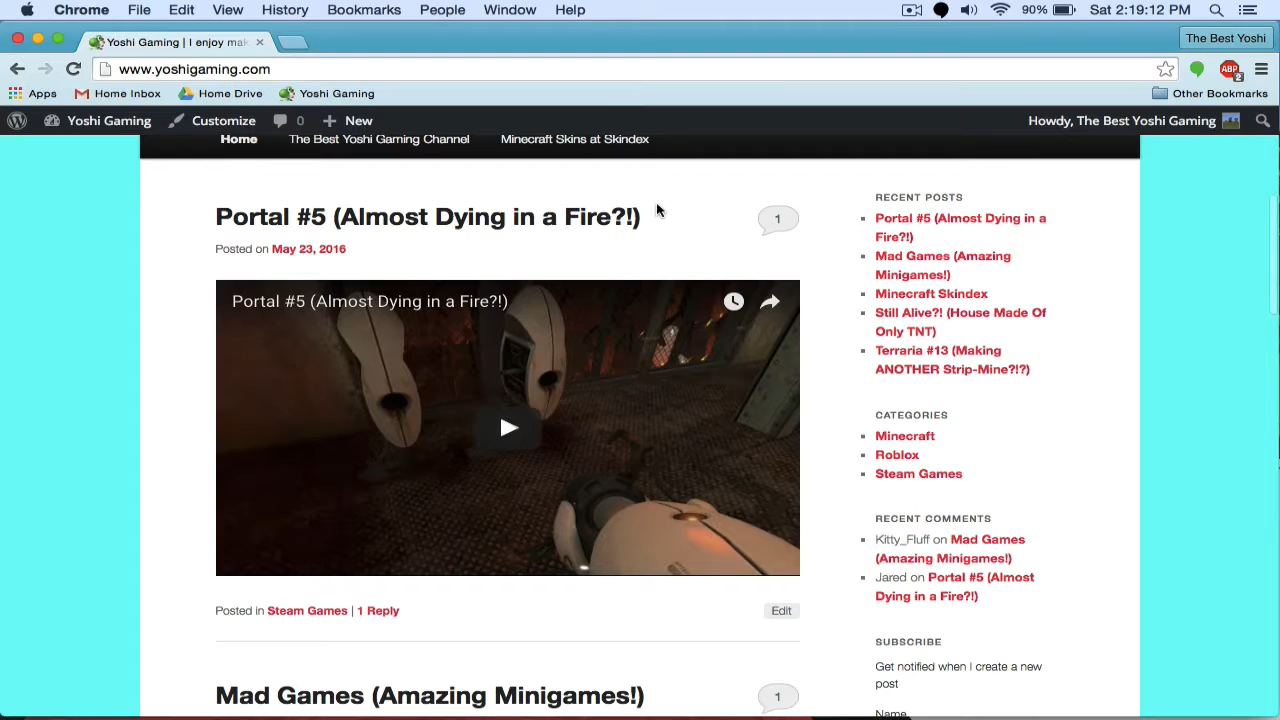 Chrome File Edit View History Bookmarks People Window Help 90% Sat 2:19:12 PM
Yoshi Gaming | I enjoy mak The Best Yoshi
www.yoshigaming.com ABP 2
Apps Home Inbox Home Drive Yoshi Gaming Other Bookmarks
Yoshi Gaming Customize 0 New Howdy, The Best Yoshi Gaming
Home The Best Yoshi Gaming Channel Minecraft Skins at Skindex
Portal #5 (Almost Dying in a Fire?!) 1
Posted on May 23, 2016
Portal #5 (Almost Dying in a Fire?!)
Posted in Steam Games | 1 Reply Edit
Mad Games (Amazing Minigames!) 1
RECENT POSTS
Portal #5 (Almost Dying in a
Fire?!)
Mad Games (Amazing
Minigames!)
Minecraft Skindex
Still Alive?! (House Made Of
Only TNT)
Terraria #13 (Making
ANOTHER Strip-Mine?!?)
CATEGORIES
Minecraft
Roblox
Steam Games
RECENT COMMENTS
Kitty_Fluff on Mad Games
(Amazing Minigames!)
Jared on Portal #5 (Almost
Dying in a Fire?!)
SUBSCRIBE
Get notified when I create a new
post
Name